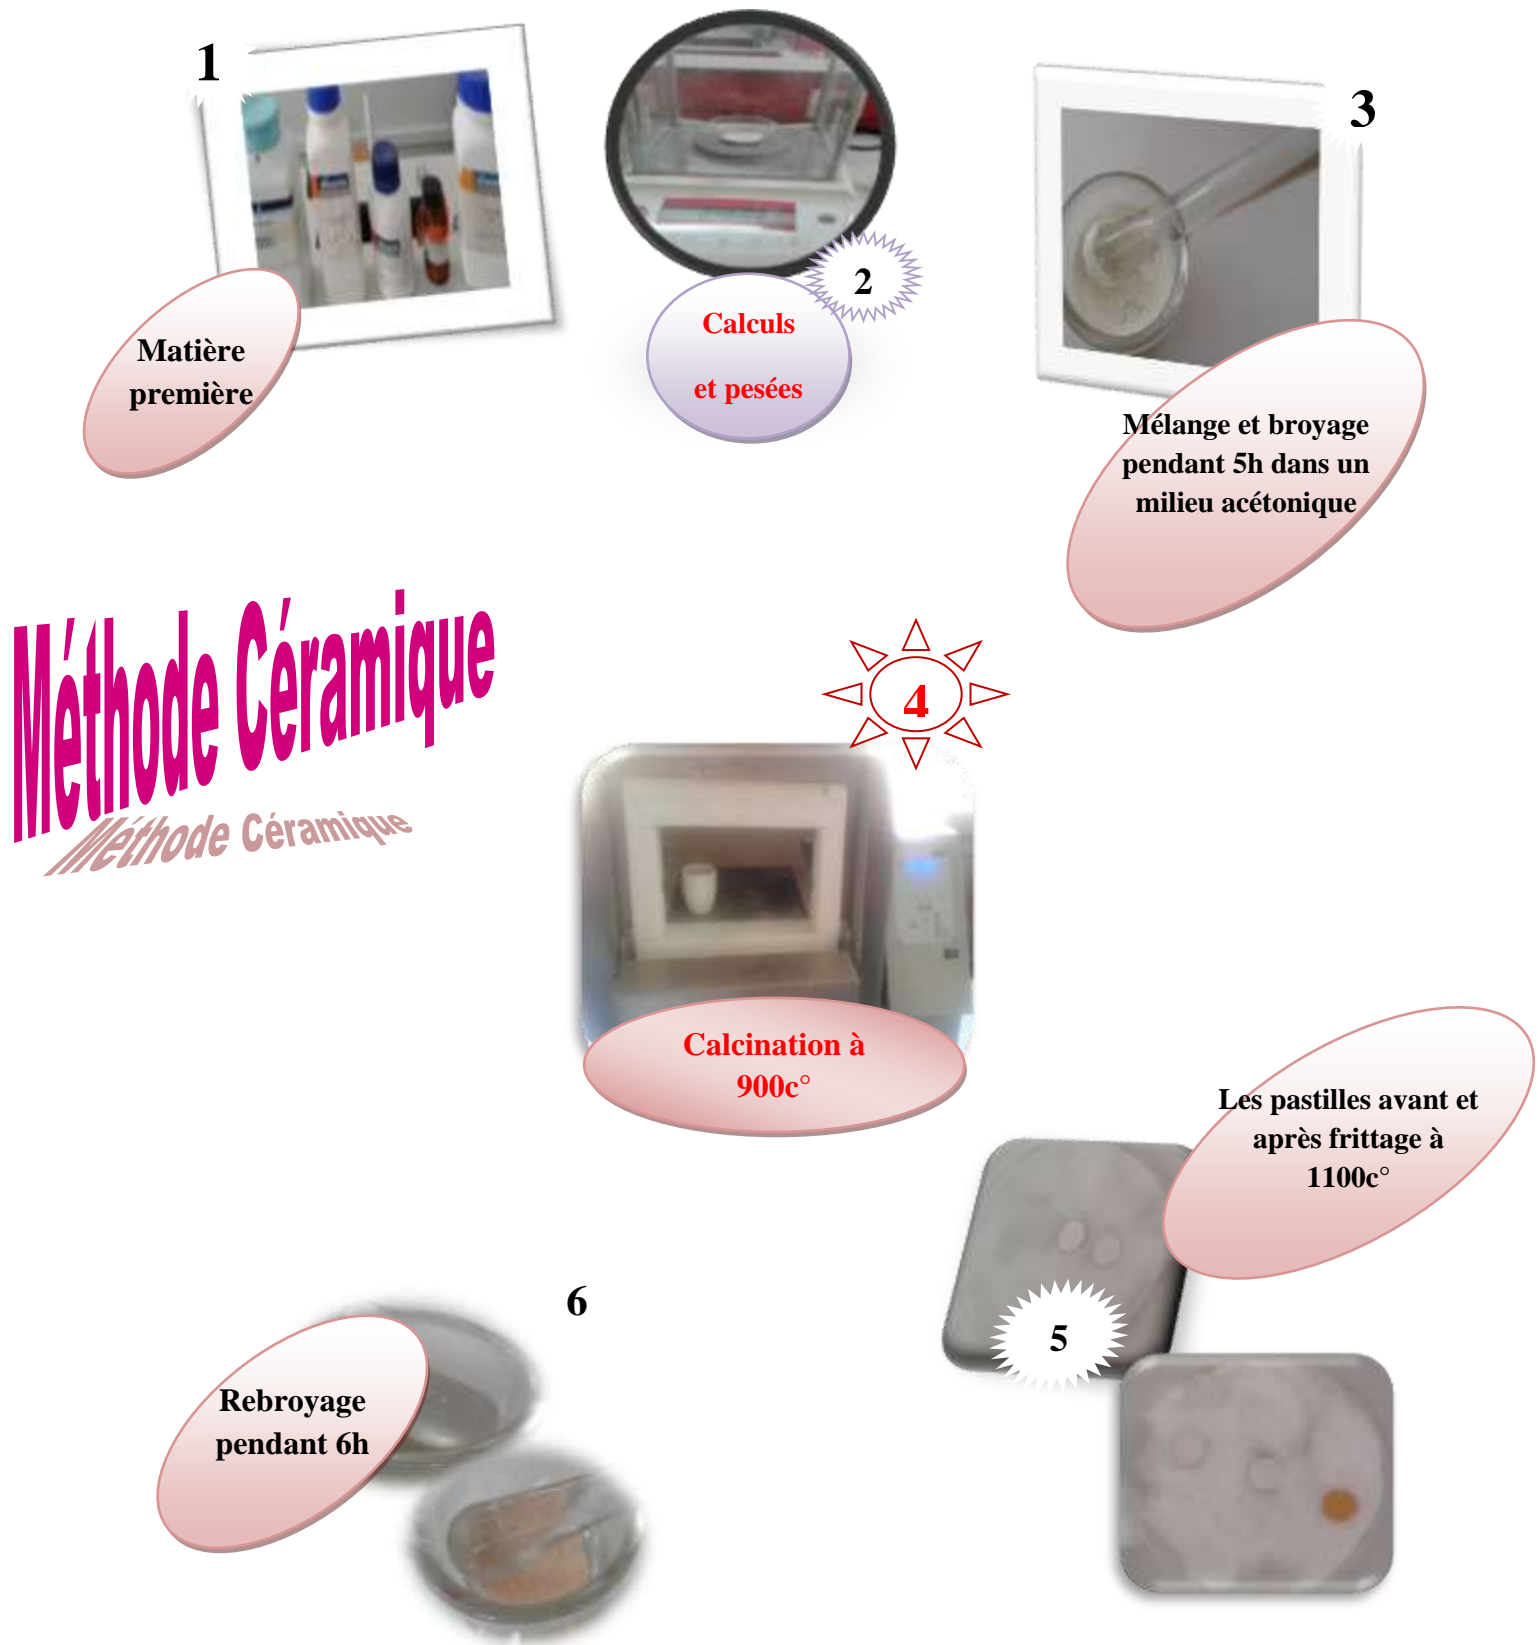 1
Matière
première
2
Calculs
et pesées
3
Mélange et broyage
pendant 5h dans un
milieu acétonique
Méthode Céramique
Méthode Céramique
4
Calcination à
900c°
Les pastilles avant et
après frittage à
1100c°
5
6
Rebroyage
pendant 6h